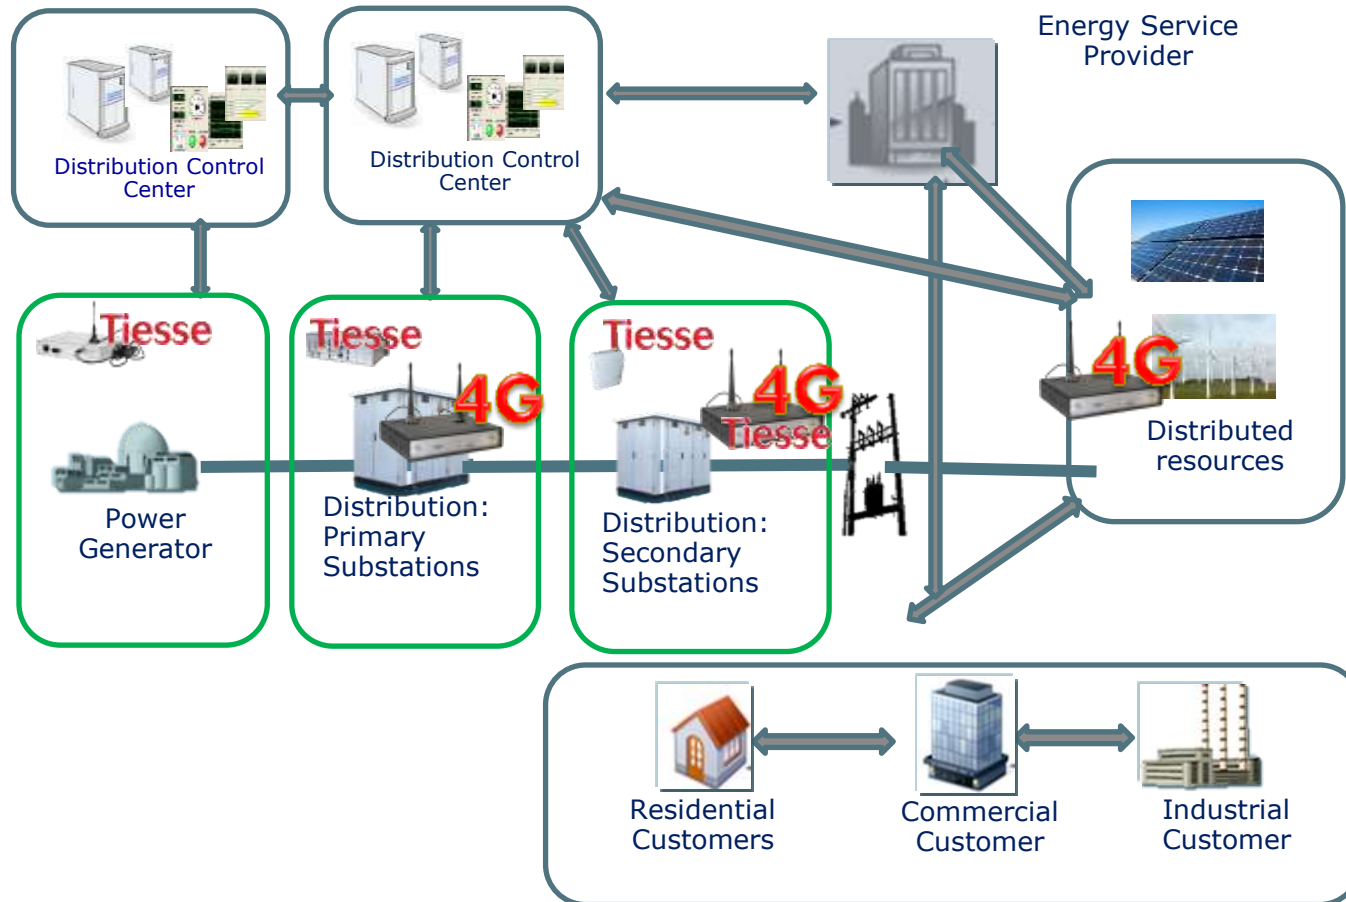 Energy Service
Provider
Distribution Control
Center
Distribution Control
Center
Tiesse
Tiesse
4G
Tiesse
4G
Tiesse
4G
Power
Generator
Distribution:
Primary
Substations
Distribution:
Secondary
Substations
Distributed
resources
Residential
Customers
Commercial
Customer
Industrial
Customer